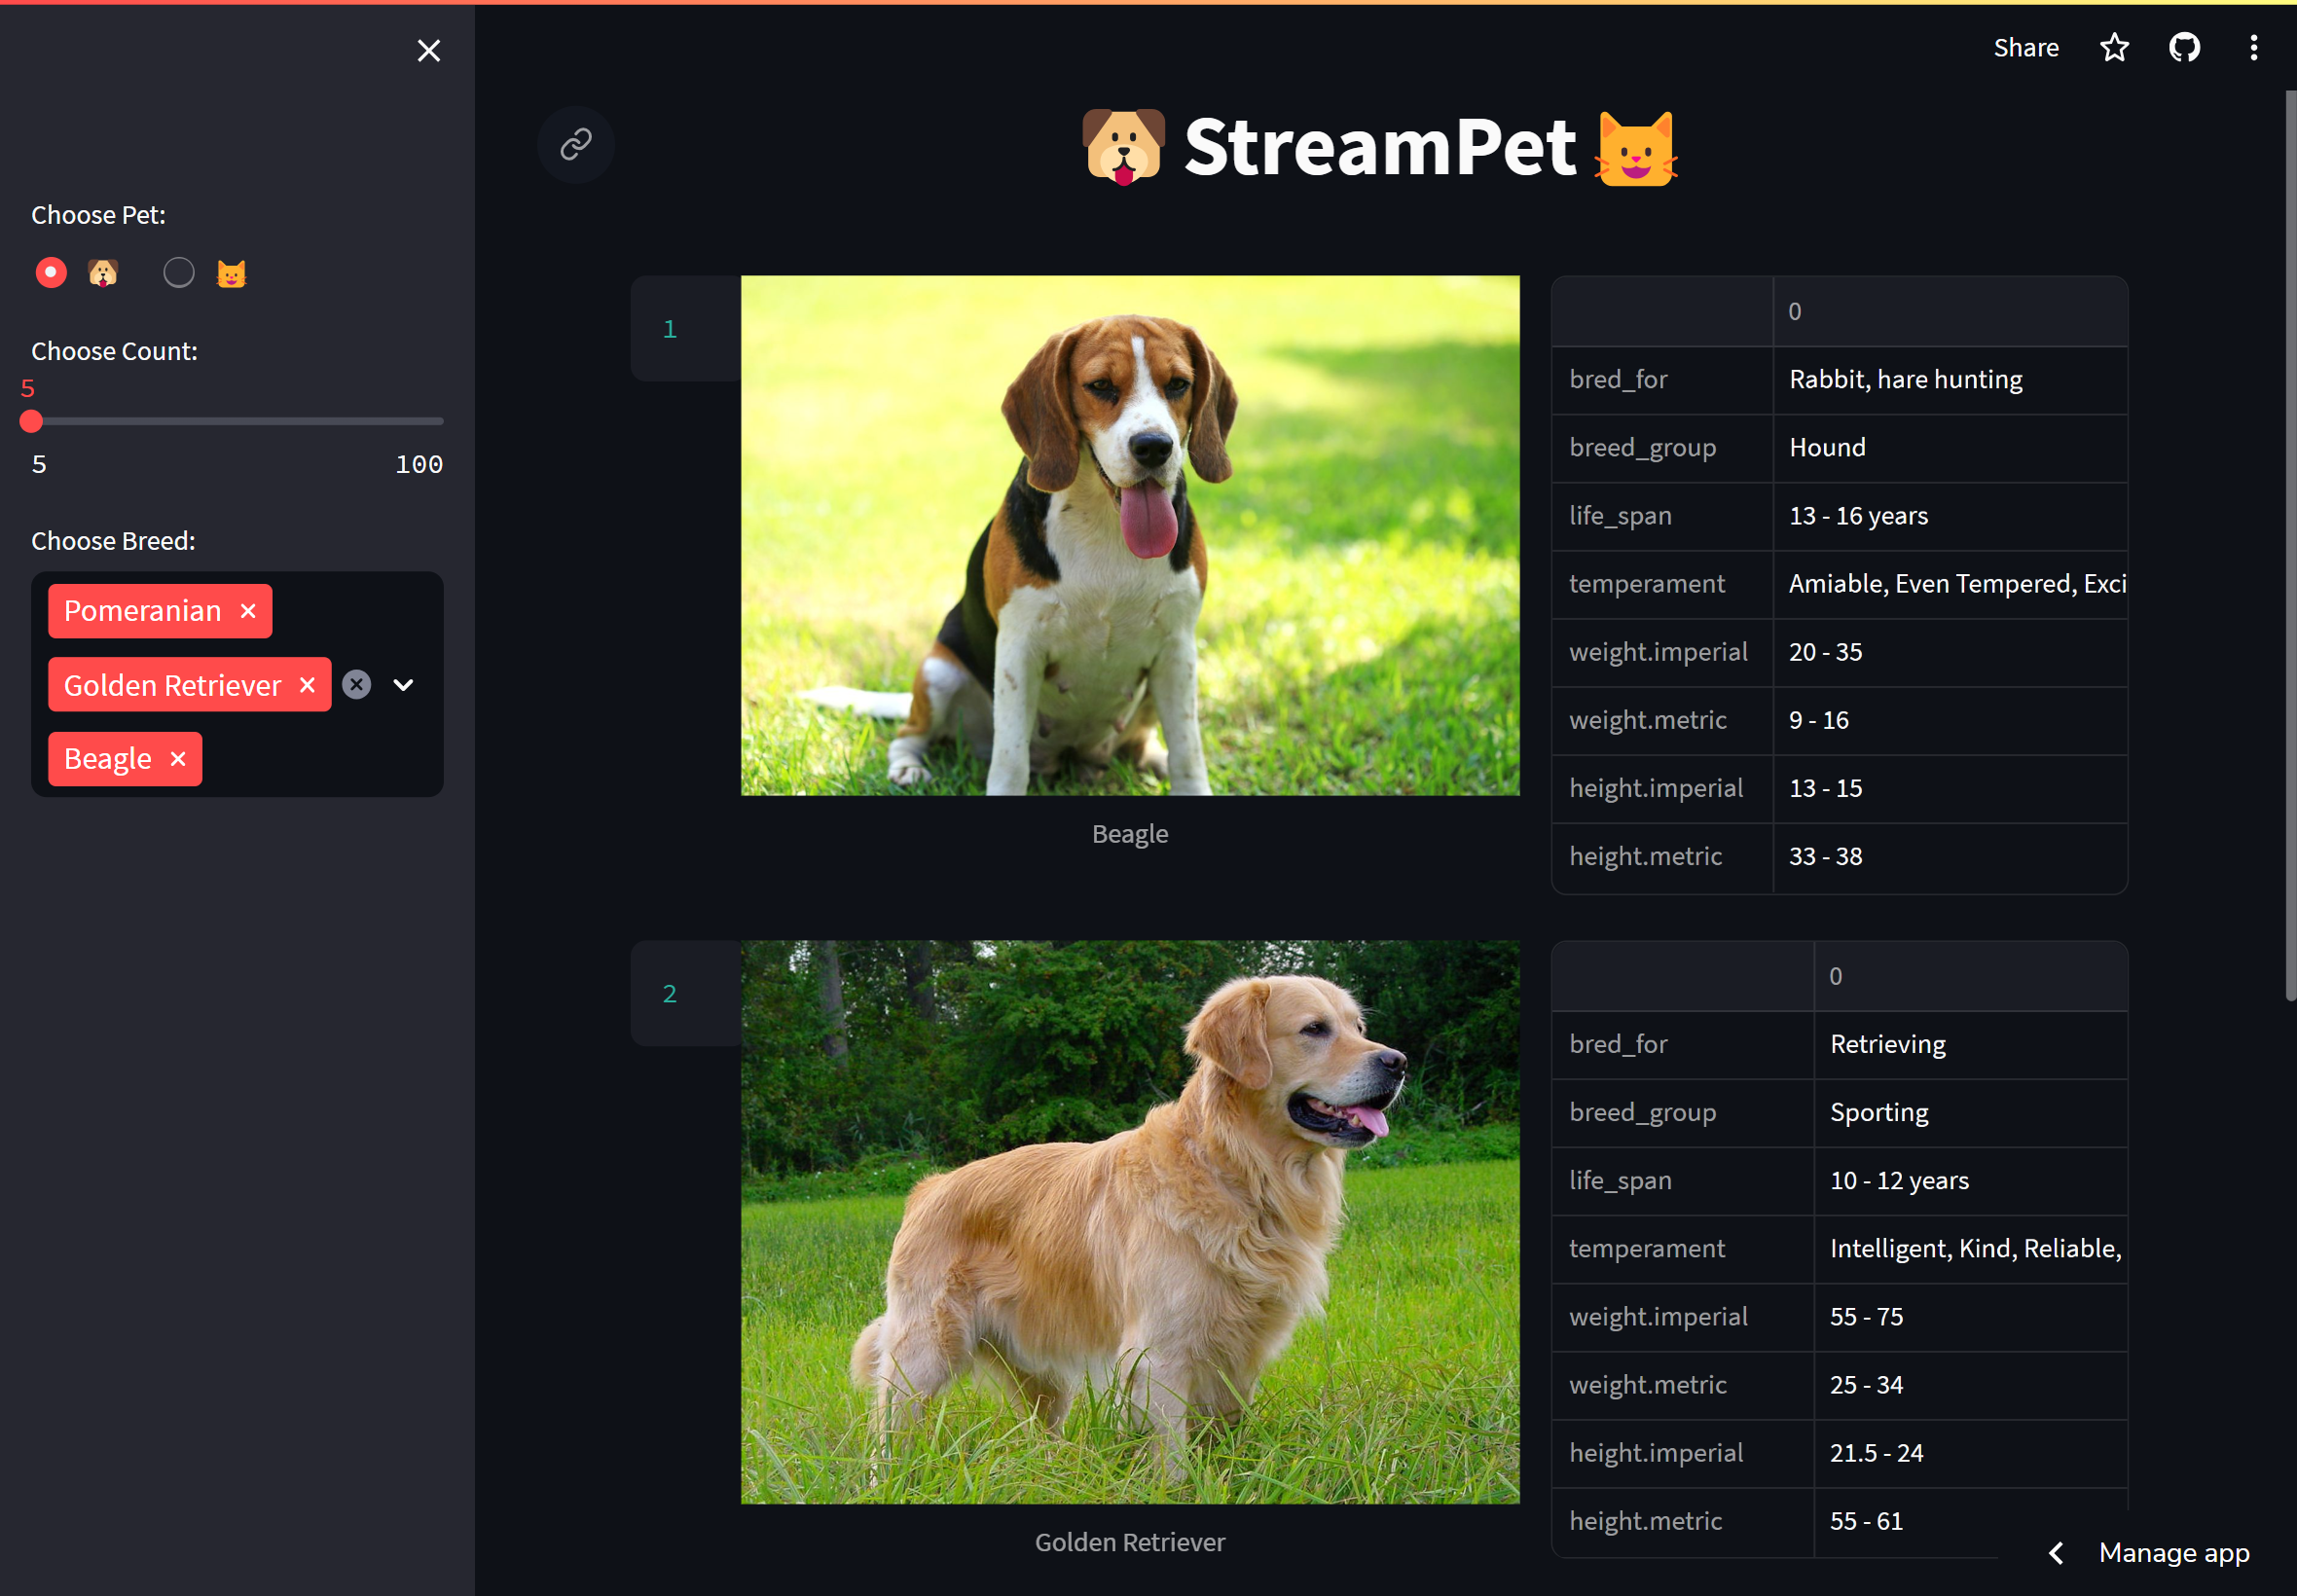 Share
StreamPet
Choose Pet:
Choose Count:
5
5 100
Choose Breed:
Pomeranian
Golden Retriever
Beagle
1
Beagle
0
bred_for Rabbit, hare hunting
breed_group Hound
life_span 13 - 16 years
temperament Amiable, Even Tempered, Exci
weight.imperial 20 - 35
weight.metric 9 - 16
height.imperial 13 - 15
height.metric 33 - 38
2
Golden Retriever
0
bred_for Retrieving
breed_group Sporting
life_span 10 - 12 years
temperament Intelligent, Kind, Reliable,
weight.imperial 55 - 75
weight.metric 25 - 34
height.imperial 21.5 - 24
height.metric 55 - 61
Manage app